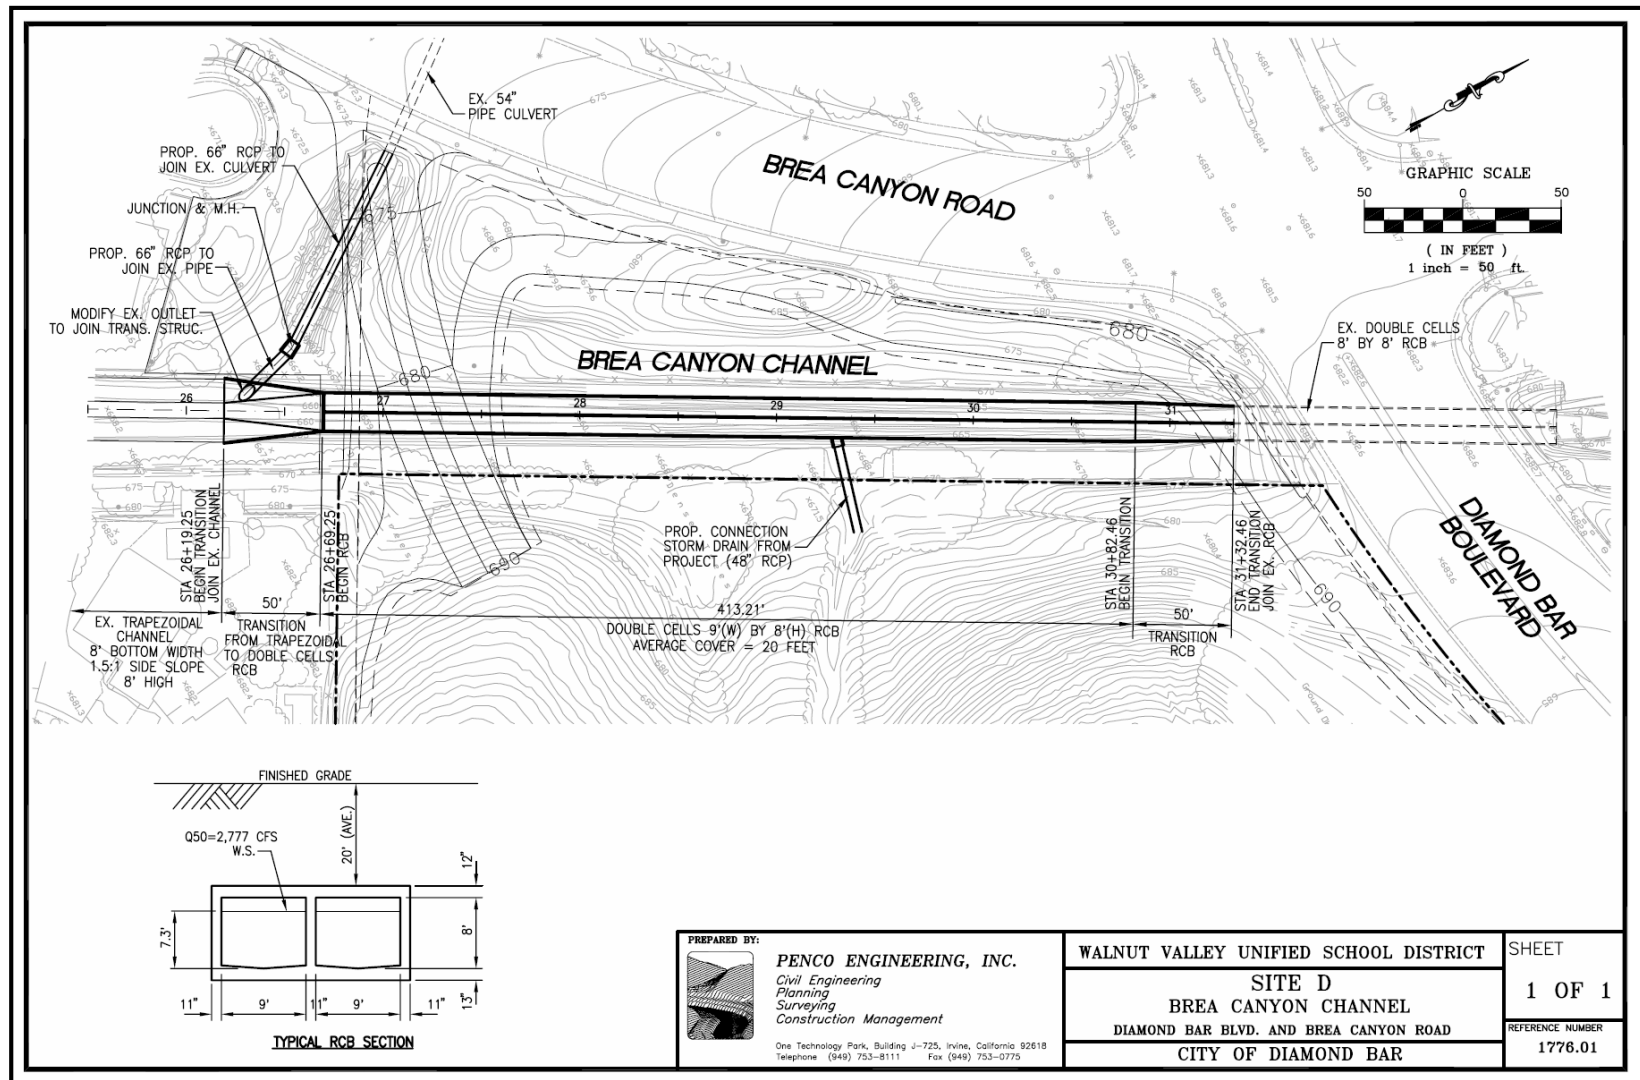 EX. 54"
PIPE CULVERT
PROP. 66" RCP TO
JOIN EX. CULVERT
JUNCTION & M.H.
PROP. 66" RCP TO
JOIN EX. PIPE
MODIFY EX. OUTLET
TO JOIN TRANS. STRUC.
BREA CANYON ROAD
GRAPHIC SCALE
50 0 50
( IN FEET )
1 inch = 50 ft.
EX. DOUBLE CELLS
8' BY 8' RCB
BREA CANYON CHANNEL
675
680
680
690
690
26 27 28 29 30 31
STA 26+19.25
BEGIN TRANSITION
JOIN EX. CHANNEL
STA 26+69.25
BEGIN RCB
PROP. CONNECTION
STORM DRAIN FROM
PROJECT (48" RCP)
STA 30+82.46
BEGIN TRANSITION
STA 31+32.46
END TRANSITION
JOIN EX. RCB
DIAMOND BAR
BOULEVARD
EX. TRAPEZOIDAL
CHANNEL
8' BOTTOM WIDTH
1.5:1 SIDE SLOPE
8' HIGH
50'
TRANSITION
FROM TRAPEZOIDAL
TO DOBLE CELLS
RCB
413.21'
DOUBLE CELLS 9'(W) BY 8'(H) RCB
AVERAGE COVER = 20 FEET
50'
TRANSITION
RCB
FINISHED GRADE
Q50=2,777 CFS
W.S.
20' (AVE.)
12"
7.3'
8'
13"
11" 9' 11" 9' 11"
TYPICAL RCB SECTION
PREPARED BY:
PENCO ENGINEERING, INC.
Civil Engineering
Planning
Surveying
Construction Management
One Technology Park, Building J-725, Irvine, California 92618
Telephone (949) 753-8111 Fax (949) 753-0775
WALNUT VALLEY UNIFIED SCHOOL DISTRICT
SITE D
BREA CANYON CHANNEL
DIAMOND BAR BLVD. AND BREA CANYON ROAD
CITY OF DIAMOND BAR
SHEET
1 OF 1
REFERENCE NUMBER
1776.01